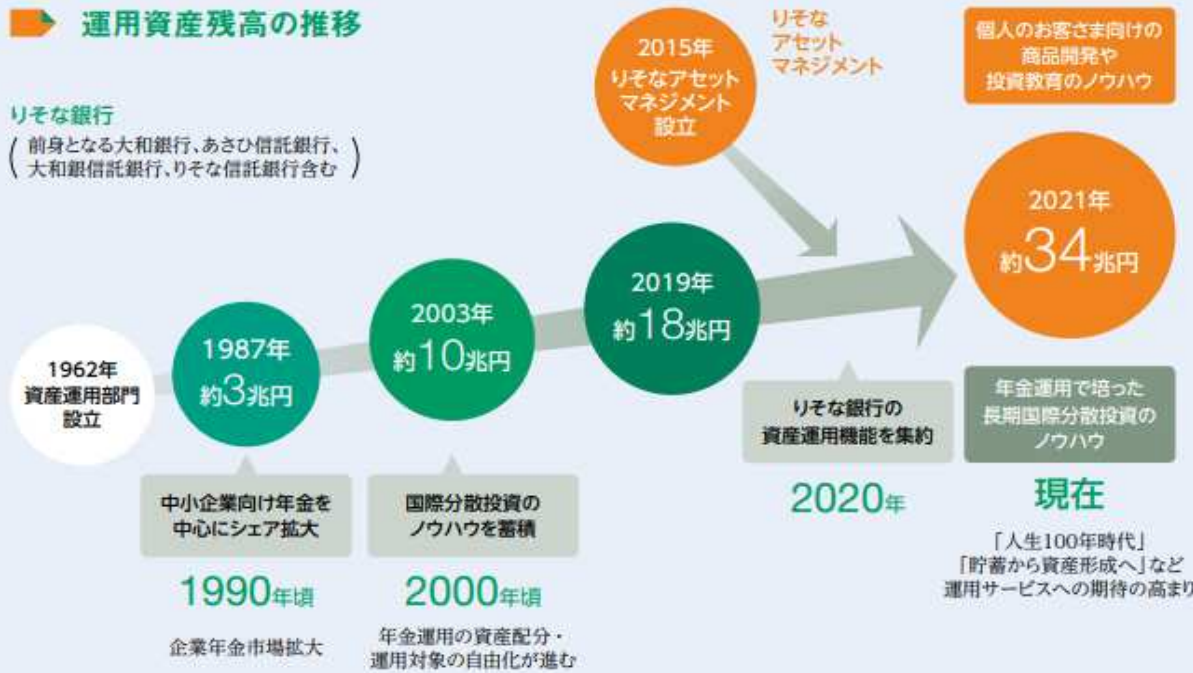 運用資産残高の推移
りそな銀行
(前身となる大和銀行、あさひ信託銀行、
大和銀信託銀行、りそな信託銀行含む)
1962年
資産運用部門
設立
1987年
約3兆円
中小企業向け年金を
中心にシェア拡大
1990年頃
企業年金市場拡大
2003年
約10兆円
国際分散投資の
ノウハウを蓄積
2000年頃
年金運用の資産配分・
運用対象の自由化が進む
2019年
約18兆円
2015年
りそなアセット
マネジメント
設立
りそな
アセット
マネジメント
りそな銀行の
資産運用機能を集約
2020年
個人のお客さま向けの
商品開発や
投資教育のノウハウ
2021年
約34兆円
年金運用で培った
長期国際分散投資の
ノウハウ
現在
「人生100年時代」
「貯蓄から資産形成へ」など
運用サービスへの期待の高まり